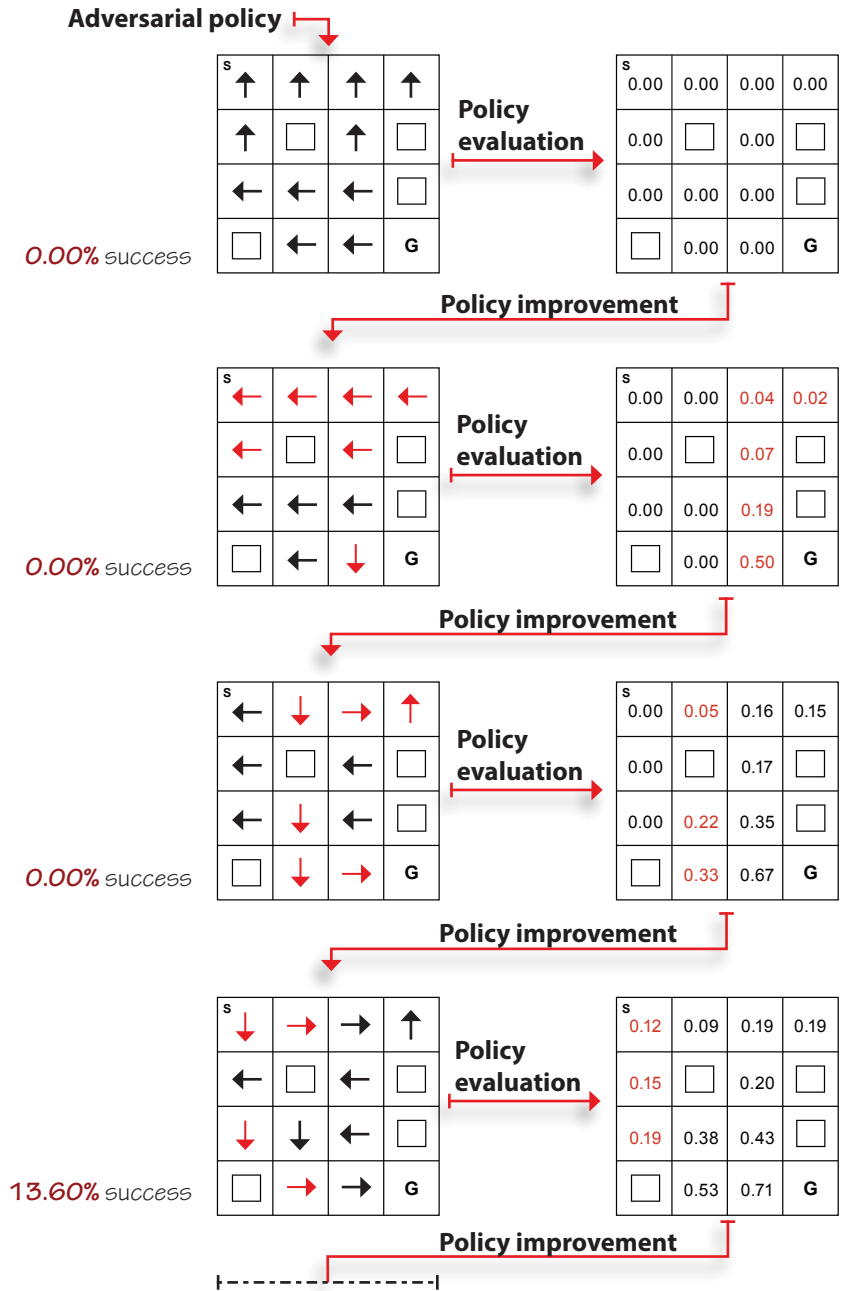 Adversarial policy
S
S
0.00 0.00 0.00 0.00
Policy
evaluation
0.00 0.00
0.00 0.00 0.00
0.00% success
G
0.00 0.00 G
Policy improvement
S
S
0.00 0.00 0.04 0.02
Policy
evaluation
0.00 0.07
0.00 0.00 0.19
0.00% success
G
0.00 0.50 G
Policy improvement
S
S
0.00 0.05 0.16 0.15
Policy
evaluation
0.00 0.17
0.00 0.22 0.35
0.00% success
G
0.33 0.67 G
Policy improvement
S
S
0.12 0.09 0.19 0.19
Policy
evaluation
0.15 0.20
0.19 0.38 0.43
13.60% success
G
0.53 0.71 G
Policy improvement